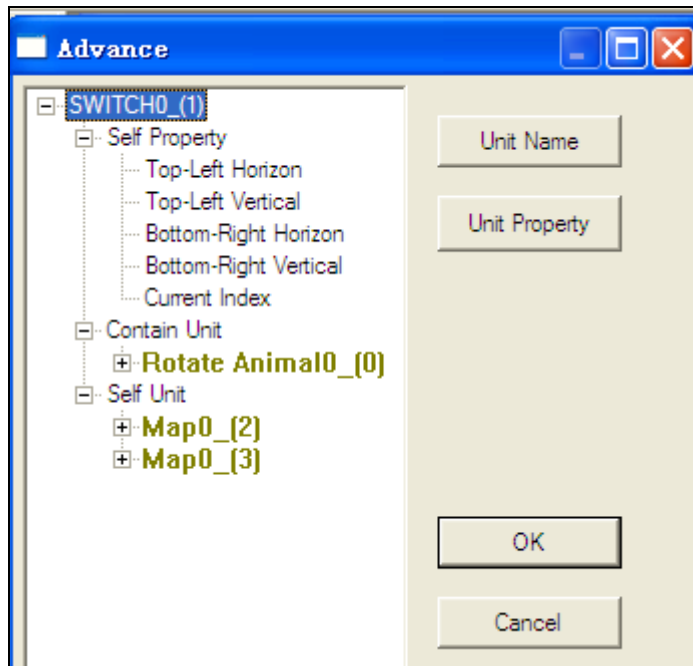 Advance
SWITCH0_(1)
Self Property
Top-Left Horizon
Top-Left Vertical
Bottom-Right Horizon
Bottom-Right Vertical
Current Index
Contain Unit
Rotate Animal0_(0)
Self Unit
Map0_(2)
Map0_(3)
Unit Name
Unit Property
OK
Cancel